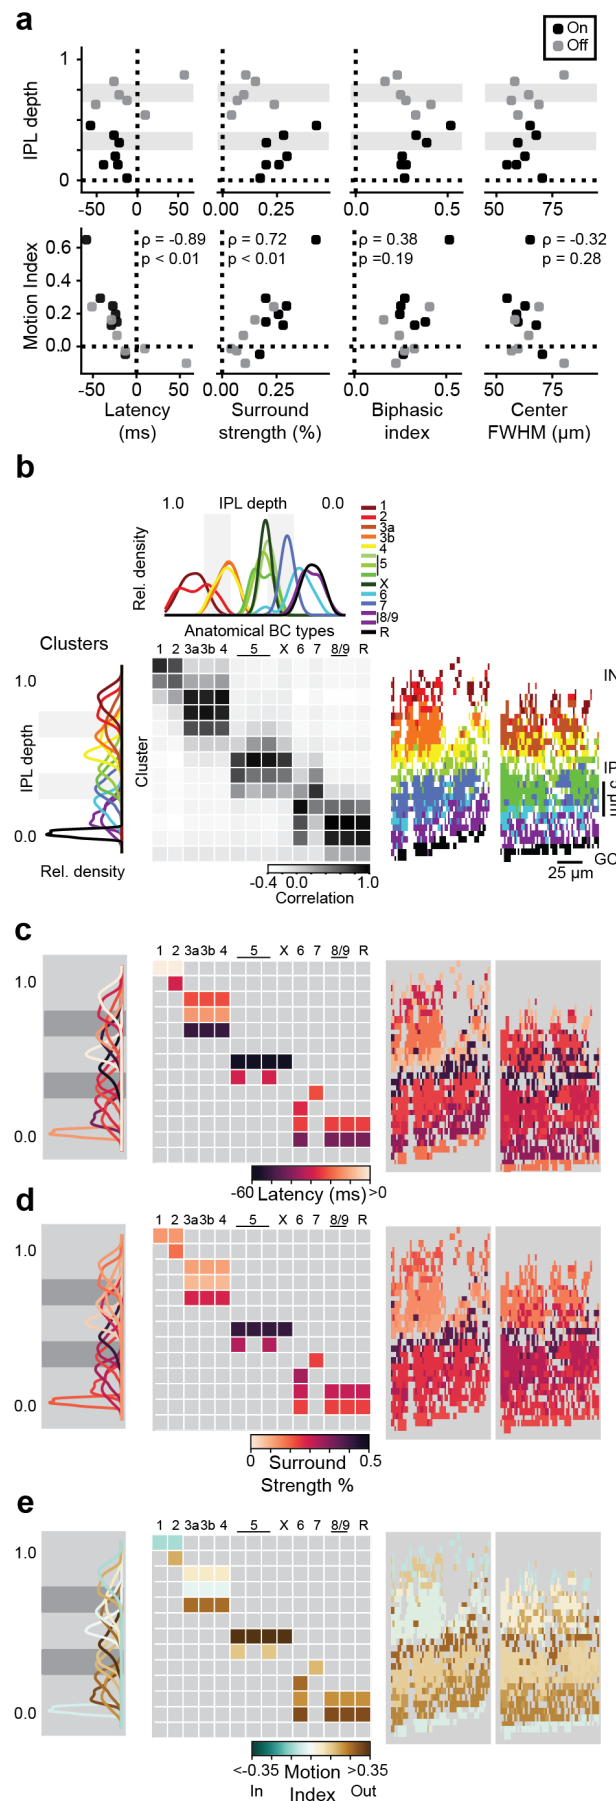 a
On
Off
1
IPL depth
0
-50 0 50 0.00 0.25 0.50 0.0 0.5 50 75
ρ = -0.89 ρ = 0.72 ρ = 0.38 ρ = -0.32
p < 0.01 p < 0.01 p =0.19 p = 0.28
0.6
0.4
0.2
0.0
Motion Index
-50 0 50 0.00 0.25 0.50 0.0 0.5 50 75
Latency Surround Biphasic Center
(ms) strength (%) index FWHM (µm)
b
1.0 IPL depth 0.0
Rel. density
1
2
3a
3b
4
5
X
6
7
8/9
R
Anatomical BC types
Clusters
1 2 3a3b 4 5 X 6 7 8/9 R
1.0
IPL depth
0.0
Rel. density
Cluster
-0.4 0.0 1.0
Correlation
IN
IP
GC
25 µm
c
1 2 3a3b 4 5 X 6 7 8/9 R
1.0
0.0
-60 Latency (ms) >0
d
1 2 3a3b 4 5 X 6 7 8/9 R
1.0
0.0
0 Surround 0.5
Strength %
e
1 2 3a3b 4 5 X 6 7 8/9 R
1.0
0.0
<-0.35 Motion >0.35
In Index Out